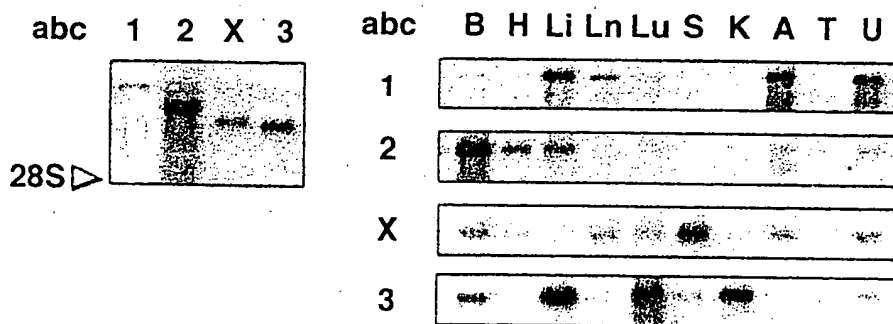 abc 1 2 X 3
28S
abc B H Li Ln Lu S K A T U
1
2
X
3